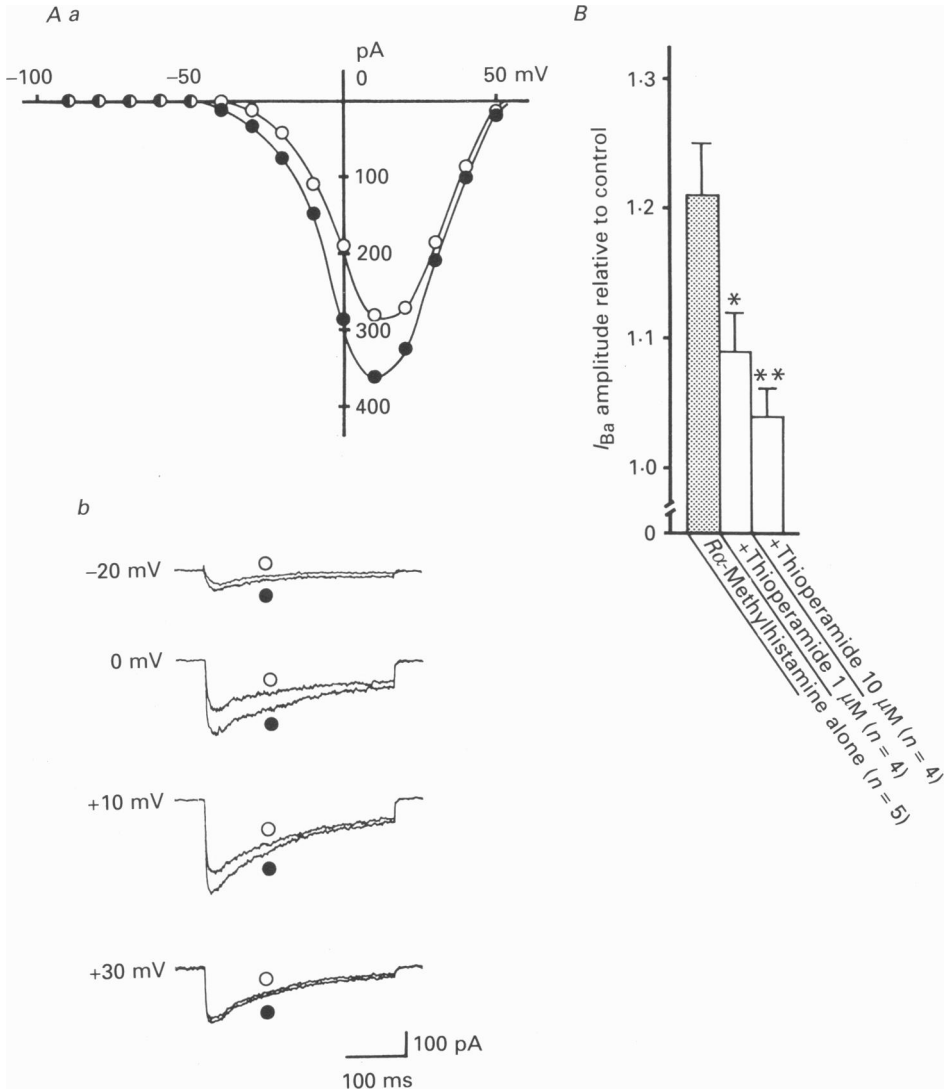 A a
pA
−100
−50
0
50 mV
100
200
300
400
b
−20 mV
0 mV
+10 mV
+30 mV
100 pA
100 ms
B
I_Ba amplitude relative to control
1·3
1·2
1·1
1·0
0
*
**
Rα-Methylhistamine alone (n = 5)
+Thioperamide 1 μM (n = 4)
+Thioperamide 10 μM (n = 4)